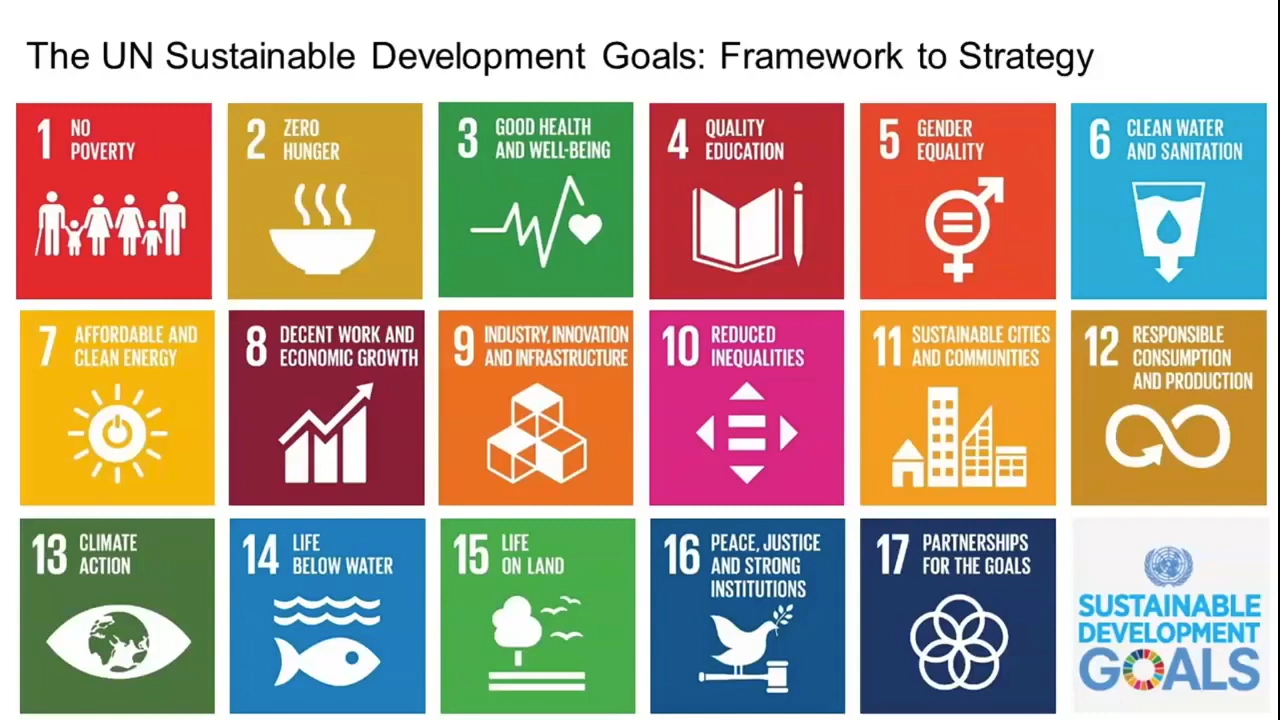 The UN Sustainable Development Goals: Framework to Strategy
1 NO
POVERTY
2 ZERO
HUNGER
3 GOOD HEALTH
AND WELL-BEING
4 QUALITY
EDUCATION
5 GENDER
EQUALITY
6 CLEAN WATER
AND SANITATION
7 AFFORDABLE AND
CLEAN ENERGY
8 DECENT WORK AND
ECONOMIC GROWTH
9 INDUSTRY, INNOVATION
AND INFRASTRUCTURE
10 REDUCED
INEQUALITIES
11 SUSTAINABLE CITIES
AND COMMUNITIES
12 RESPONSIBLE
CONSUMPTION
AND PRODUCTION
13 CLIMATE
ACTION
14 LIFE
BELOW WATER
15 LIFE
ON LAND
16 PEACE, JUSTICE
AND STRONG
INSTITUTIONS
17 PARTNERSHIPS
FOR THE GOALS
SUSTAINABLE
DEVELOPMENT
GOALS